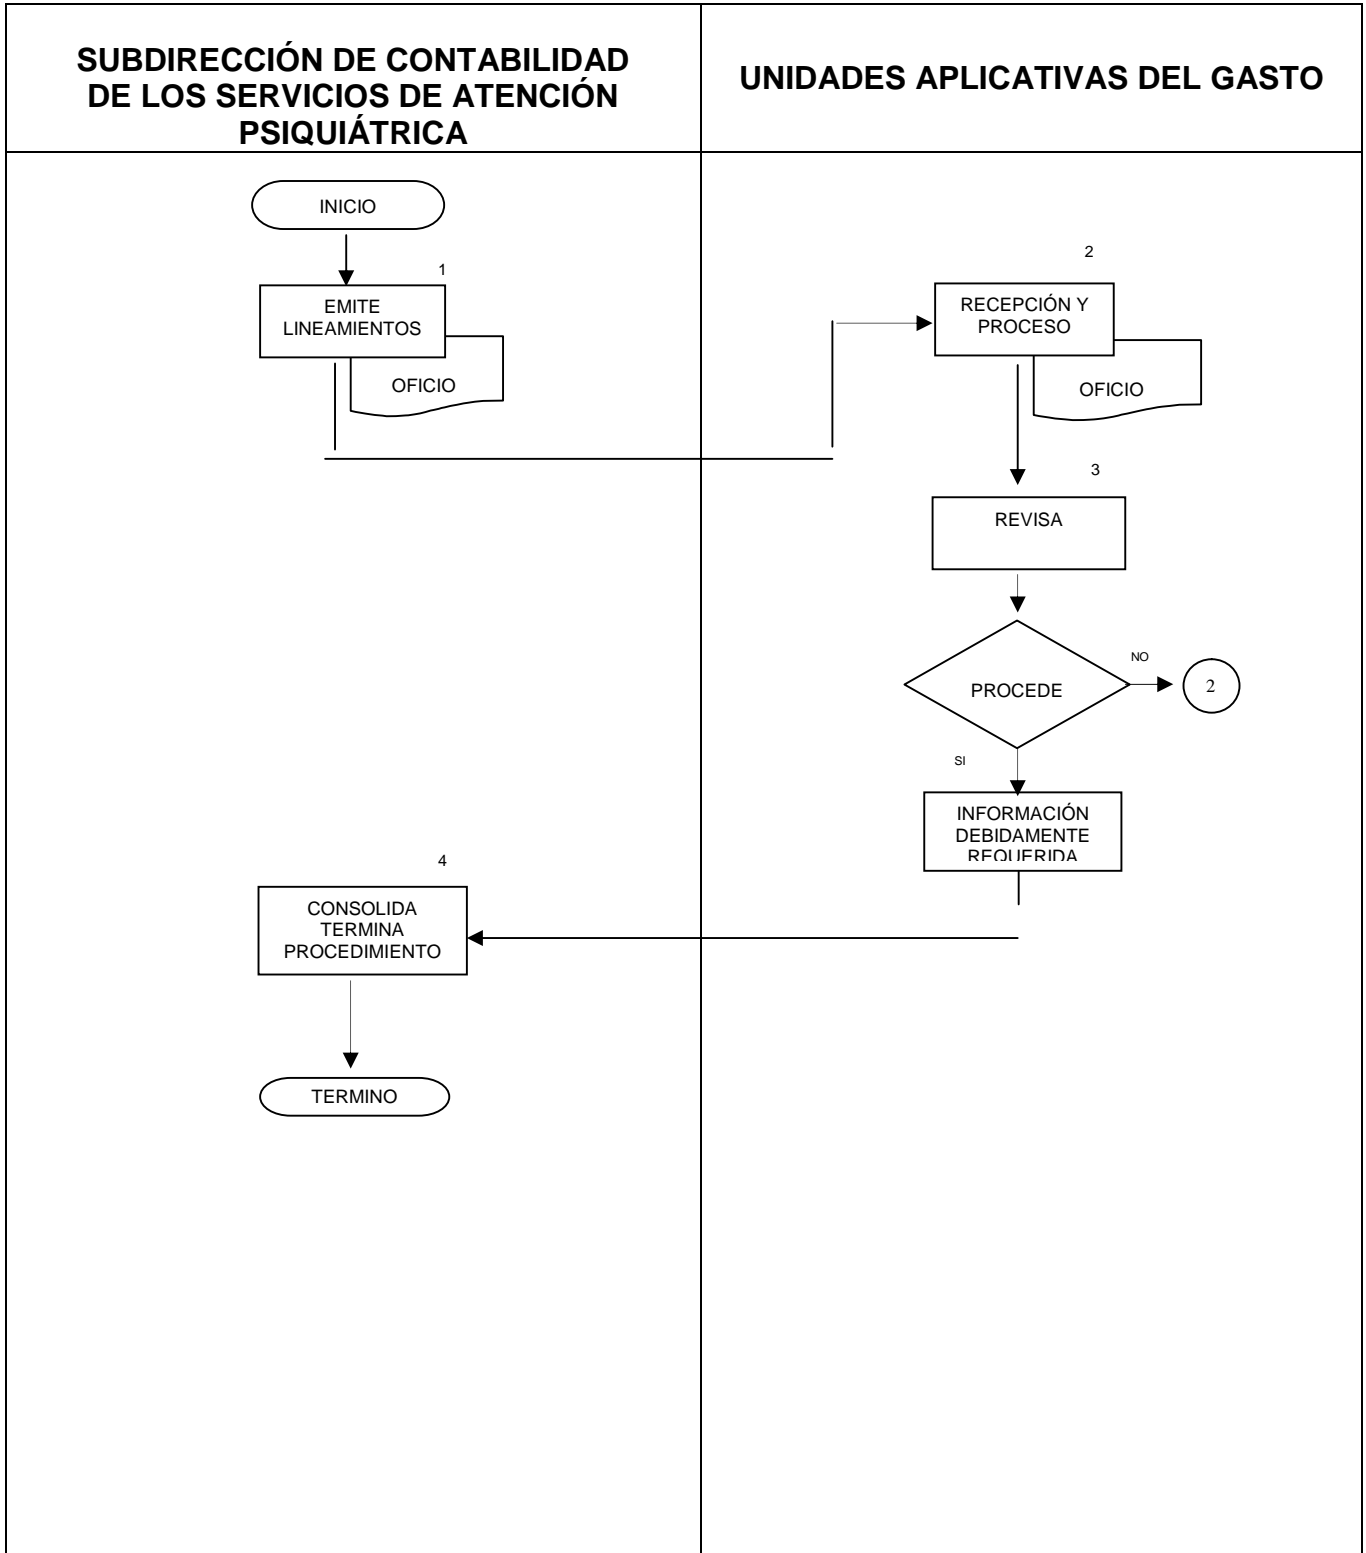 SUBDIRECCIÓN DE CONTABILIDAD
DE LOS SERVICIOS DE ATENCIÓN
PSIQUIÁTRICA
UNIDADES APLICATIVAS DEL GASTO
INICIO
1
EMITE
LINEAMIENTOS
OFICIO
2
RECEPCIÓN Y
PROCESO
OFICIO
3
REVISA
PROCEDE
NO
2
SI
INFORMACIÓN
DEBIDAMENTE
REQUERIDA
4
CONSOLIDA
TERMINA
PROCEDIMIENTO
TERMINO